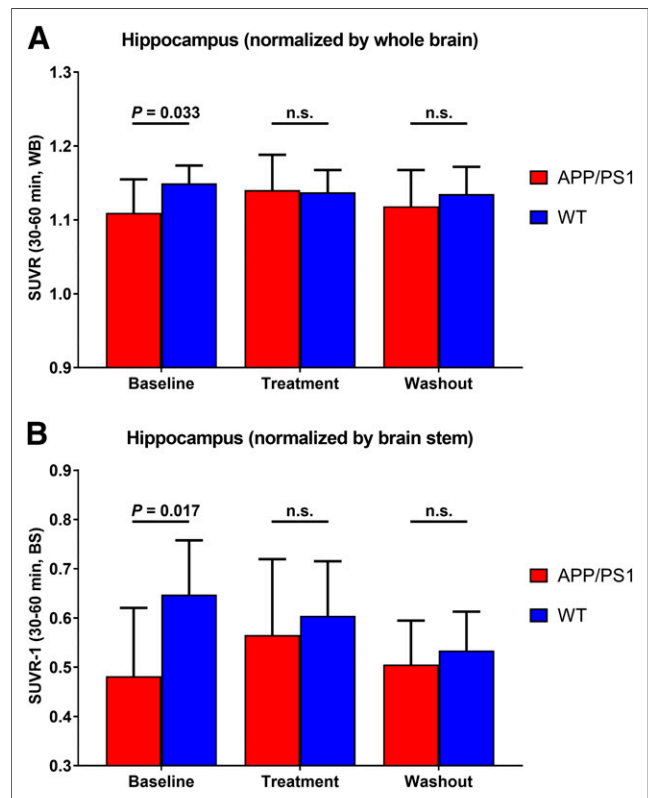 A
Hippocampus (normalized by whole brain)
SUVR (30-60 min, WB)
1.3
1.2
1.1
1.0
0.9
P = 0.033
n.s.
n.s.
APP/PS1
WT
Baseline
Treatment
Washout
B
Hippocampus (normalized by brain stem)
SUVR-1 (30-60 min, BS)
0.9
0.8
0.7
0.6
0.5
0.4
0.3
P = 0.017
n.s.
n.s.
APP/PS1
WT
Baseline
Treatment
Washout